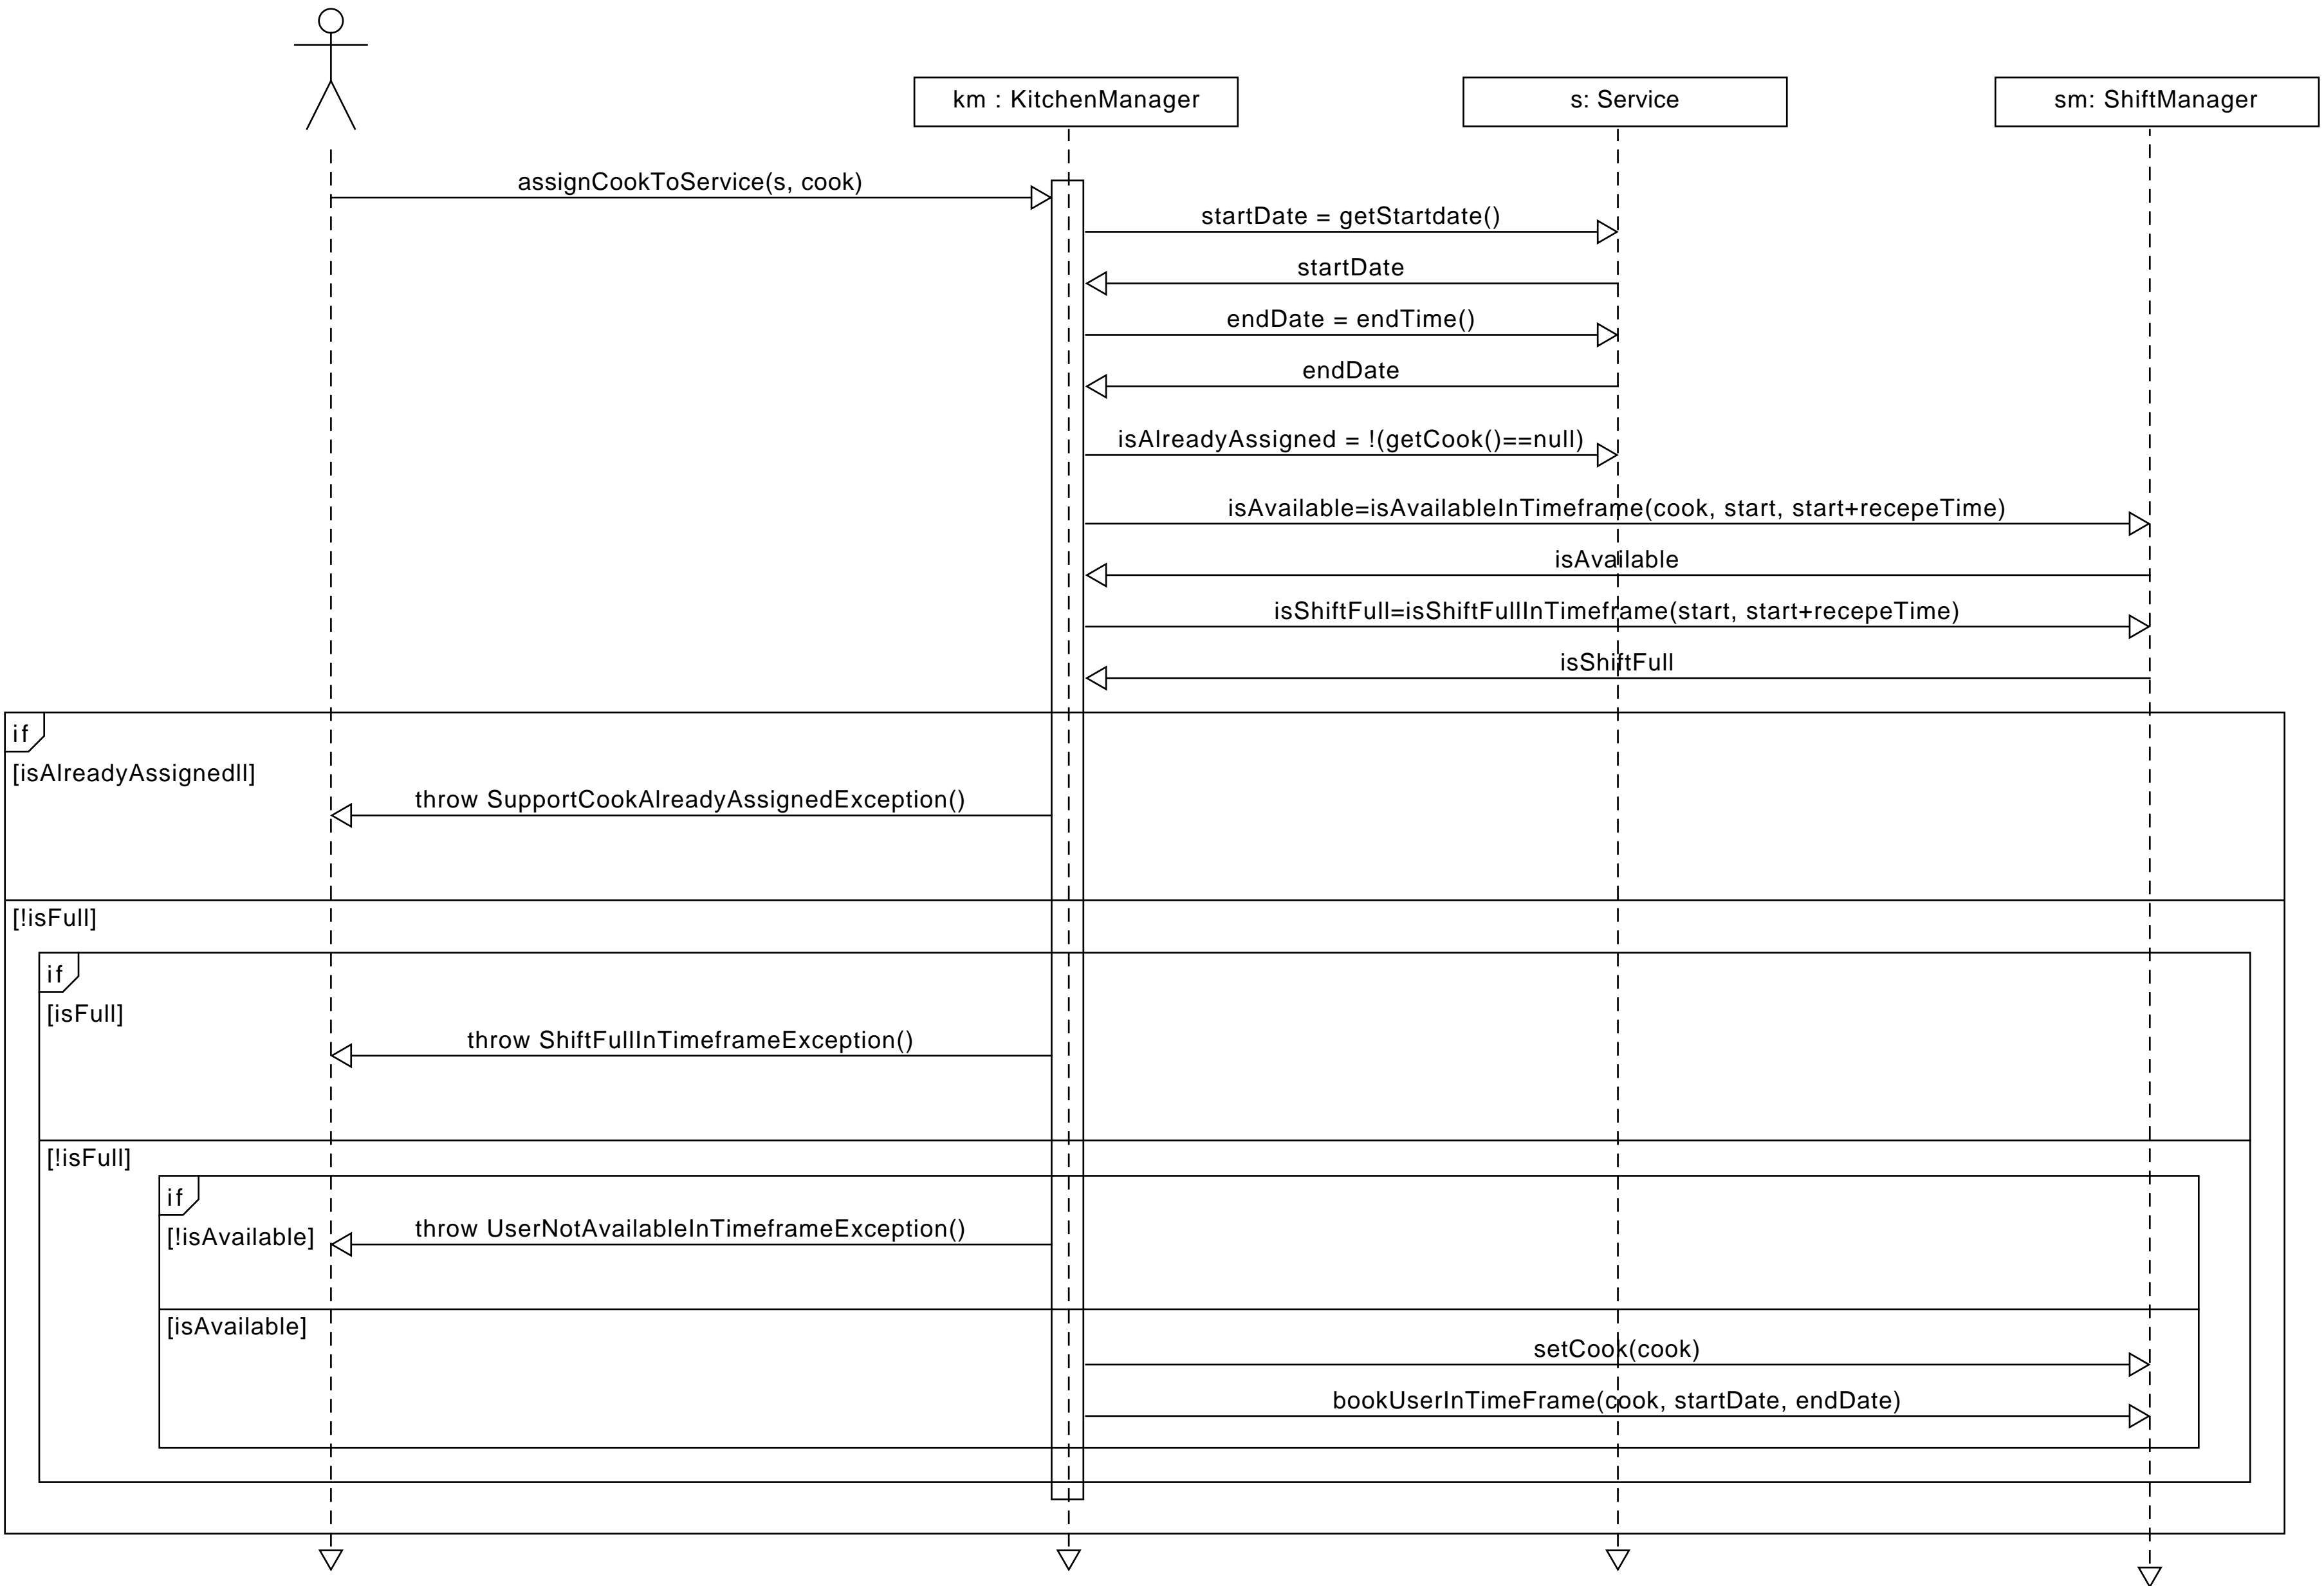 km : KitchenManager
s: Service
sm: ShiftManager
assignCookToService(s, cook)
startDate = getStartdate()
startDate
endDate = endTime()
endDate
isAlreadyAssigned = !(getCook()==null)
isAvailable=isAvailableInTimeframe(cook, start, start+recepeTime)
isAvailable
isShiftFull=isShiftFullInTimeframe(start, start+recepeTime)
isShiftFull
if
[isAlreadyAssignedll]
throw SupportCookAlreadyAssignedException()
[!isFull]
if
[isFull]
throw ShiftFullInTimeframeException()
[!isFull]
if
[!isAvailable]
throw UserNotAvailableInTimeframeException()
[isAvailable]
setCook(cook)
bookUserInTimeFrame(cook, startDate, endDate)